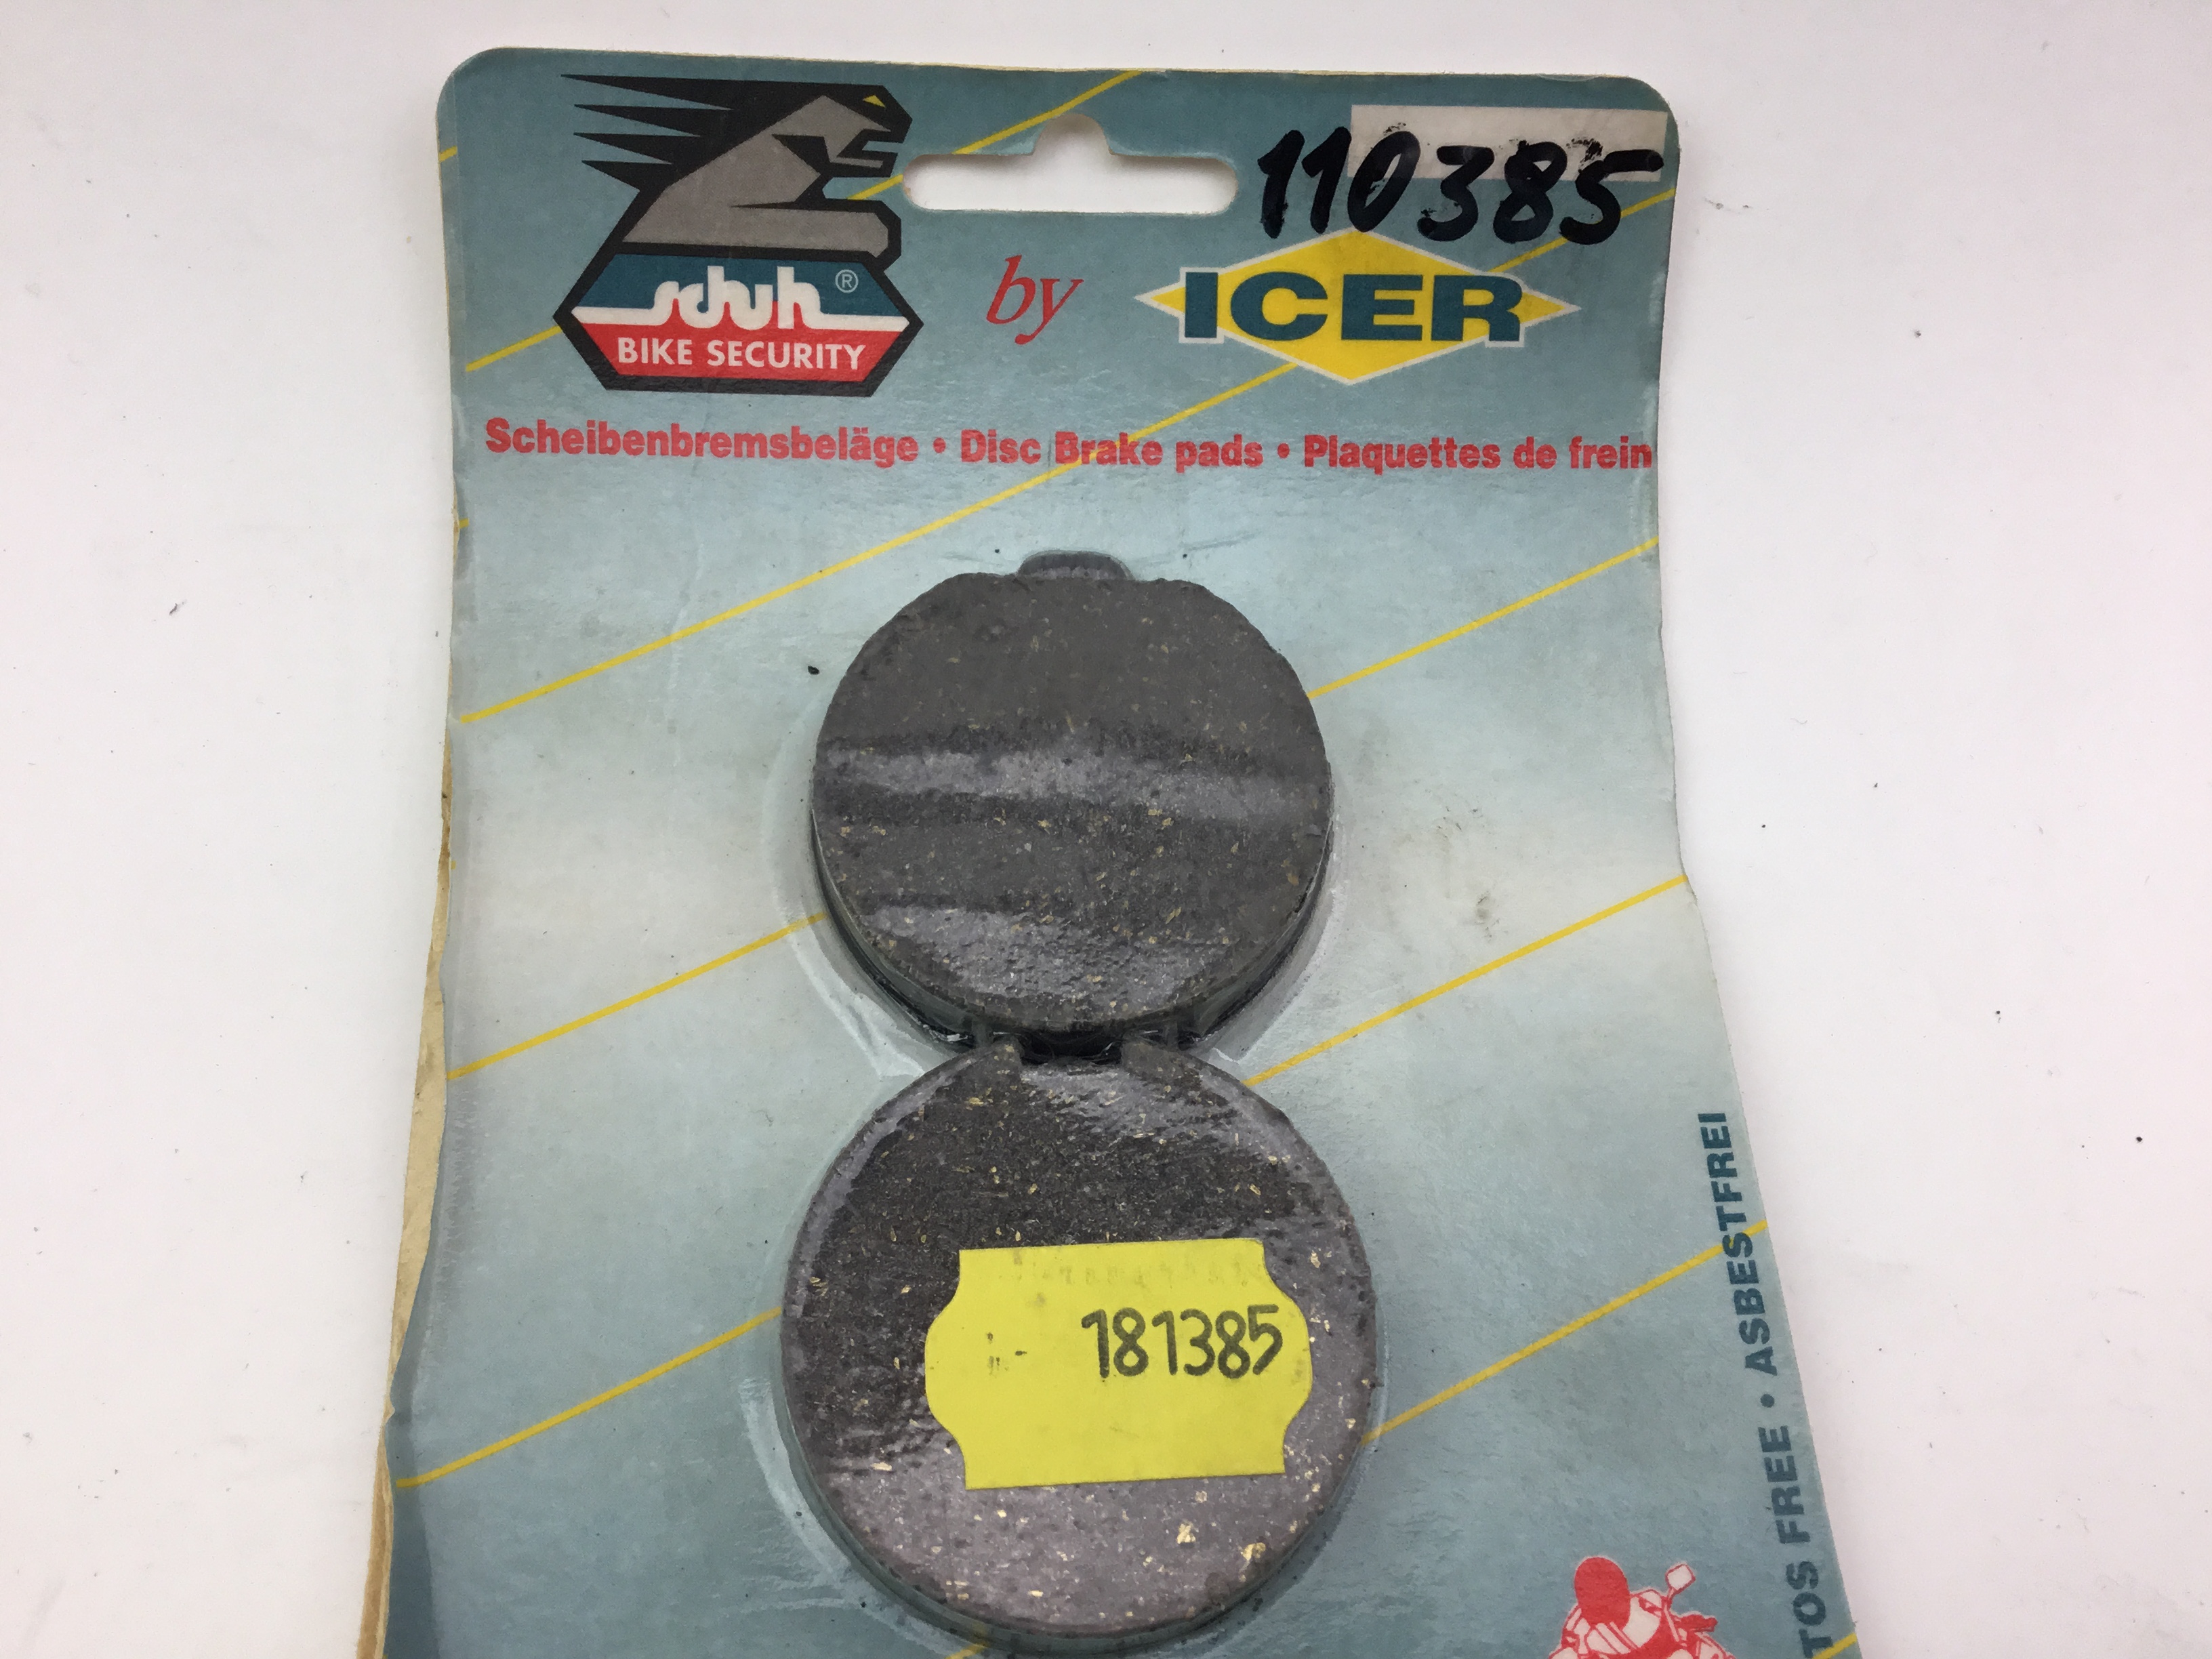 110385
schuh ®
BIKE SECURITY
by
ICER
Scheibenbremsbeläge • Disc Brake pads • Plaquettes de frein
181385
TOS FREE • ASBESTFREI